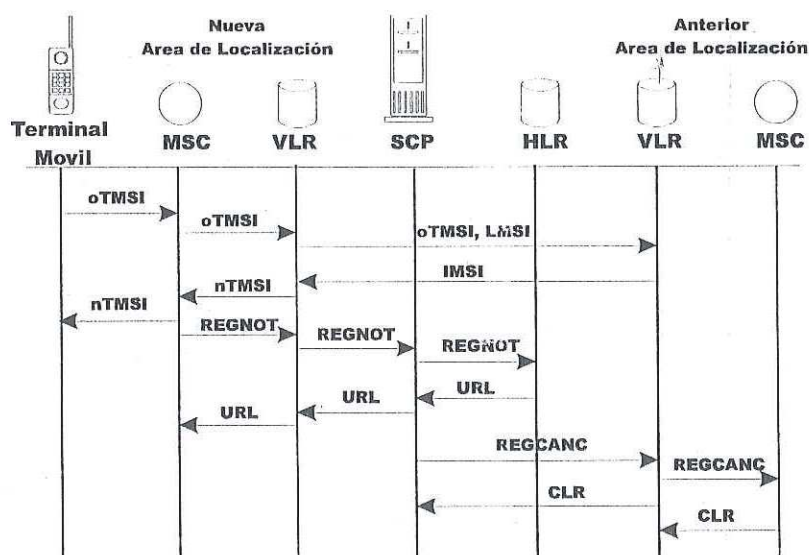 Nueva
Area de Localización
Anterior
Area de Localización
Terminal
Movil
MSC
VLR
SCP
HLR
VLR
MSC
oTMSI
oTMSI
oTMSI, LMSI
IMSI
nTMSI
nTMSI
REGNOT
REGNOT
REGNOT
URL
URL
URL
REGCANC
REGCANC
CLR
CLR